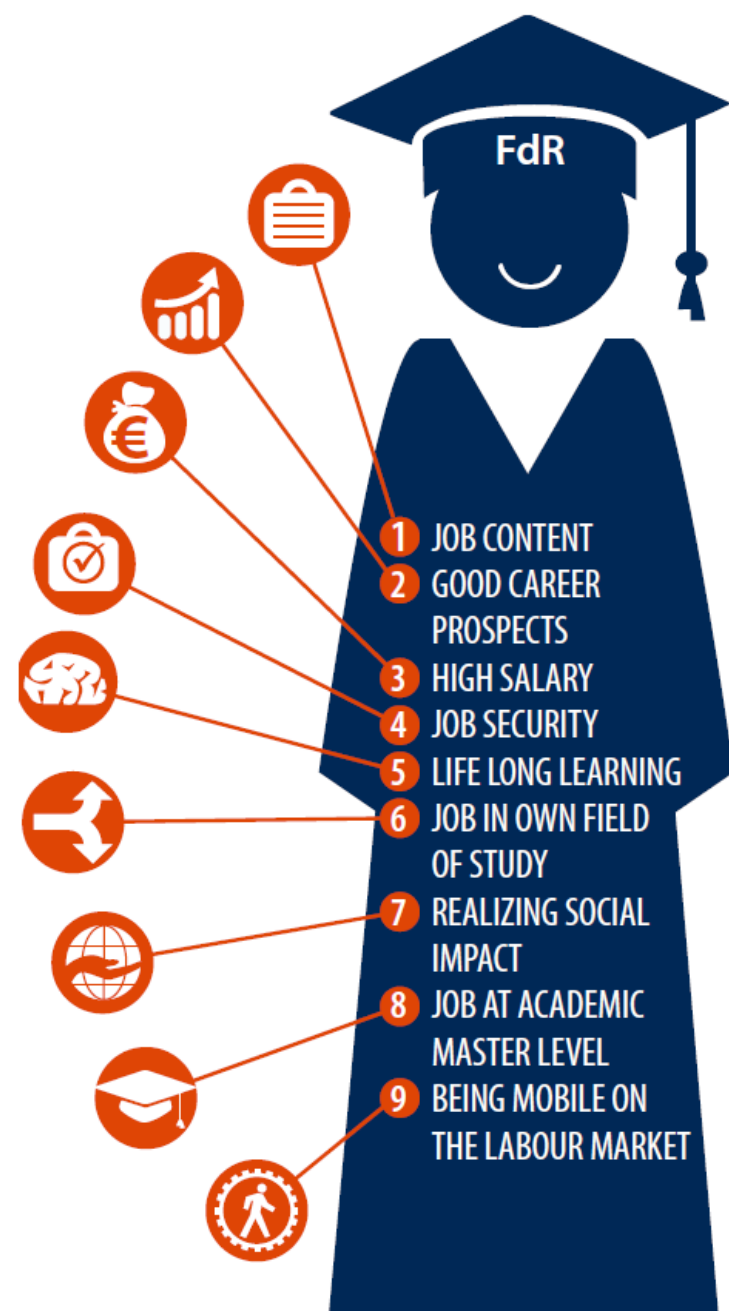 FdR
€
1 JOB CONTENT
2 GOOD CAREER
PROSPECTS
3 HIGH SALARY
4 JOB SECURITY
5 LIFE LONG LEARNING
6 JOB IN OWN FIELD
OF STUDY
7 REALIZING SOCIAL
IMPACT
8 JOB AT ACADEMIC
MASTER LEVEL
9 BEING MOBILE ON
THE LABOUR MARKET